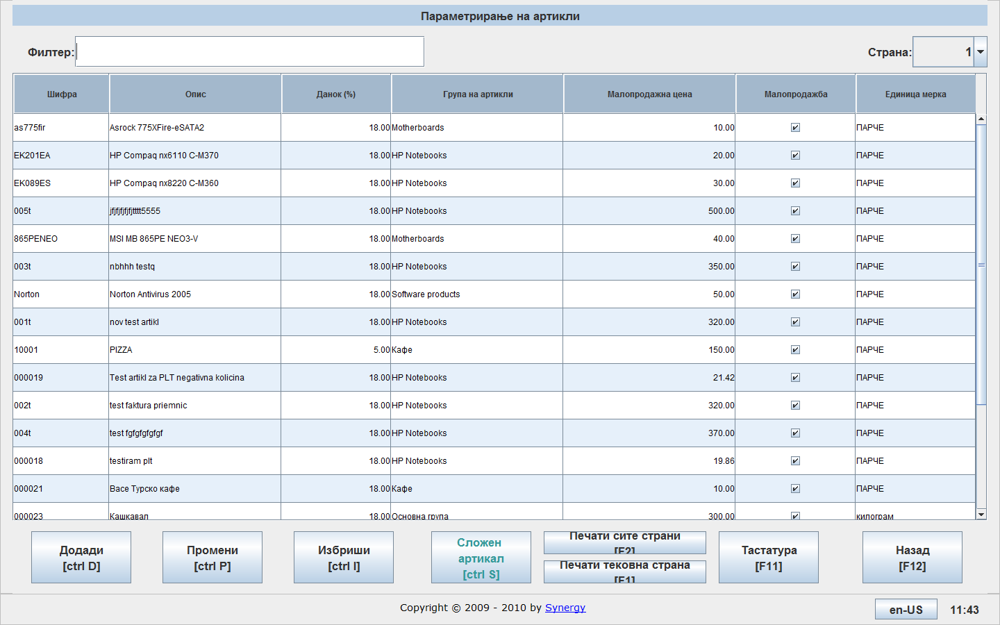 Параметрирање на артикли
Филтер:
Страна: 1
Шифра Опис Данок (%) Група на артикли Малопродажна цена Малопродажба Единица мерка
as775fir Asrock 775XFire-eSATA2 18.00 Motherboards 10.00 ПАРЧЕ
EK201EA HP Compaq nx6110 C-M370 18.00 HP Notebooks 20.00 ПАРЧЕ
EK089ES HP Compaq nx8220 C-M360 18.00 HP Notebooks 30.00 ПАРЧЕ
005t jfjfjfjfjfjtttt5555 18.00 HP Notebooks 500.00 ПАРЧЕ
865PENEO MSI MB 865PE NEO3-V 18.00 Motherboards 40.00 ПАРЧЕ
003t nbhhh testq 18.00 HP Notebooks 350.00 ПАРЧЕ
Norton Norton Antivirus 2005 18.00 Software products 50.00 ПАРЧЕ
001t nov test artikl 18.00 HP Notebooks 320.00 ПАРЧЕ
10001 PIZZA 5.00 Кафе 150.00 ПАРЧЕ
000019 Test artikl za PLT negativna kolicina 18.00 HP Notebooks 21.42 ПАРЧЕ
002t test faktura priemnic 18.00 HP Notebooks 320.00 ПАРЧЕ
004t test fgfgfgfgfgf 18.00 HP Notebooks 370.00 ПАРЧЕ
000018 testiram plt 18.00 HP Notebooks 19.86 ПАРЧЕ
000021 Васе Турско кафе 18.00 Кафе 10.00 ПАРЧЕ
000023 Кашкавал 18.00 Основна група 300.00 килограм
Додади
[ctrl D]
Промени
[ctrl P]
Избриши
[ctrl I]
Сложен
артикал
[ctrl S]
Печати сите страни
[F2]
Печати тековна страна
[F1]
Тастатура
[F11]
Назад
[F12]
Copyright © 2009 - 2010 by Synergy
en-US 11:43